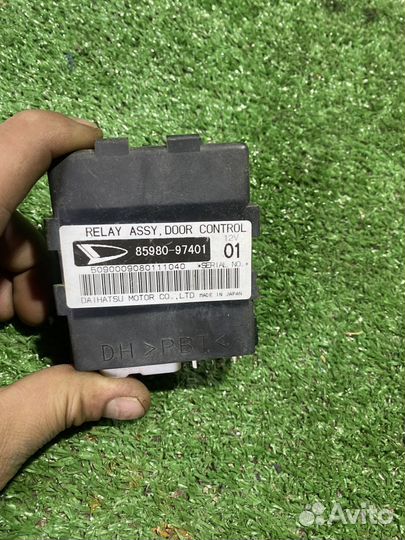 RELAY ASSY,DOOR CONTROL
12V
85980-97401 01
5090009080111040 *SERIAL NO.*
DAIHATSU MOTOR CO.,LTD MADE IN JAPAN
DH >PBT<
Avito